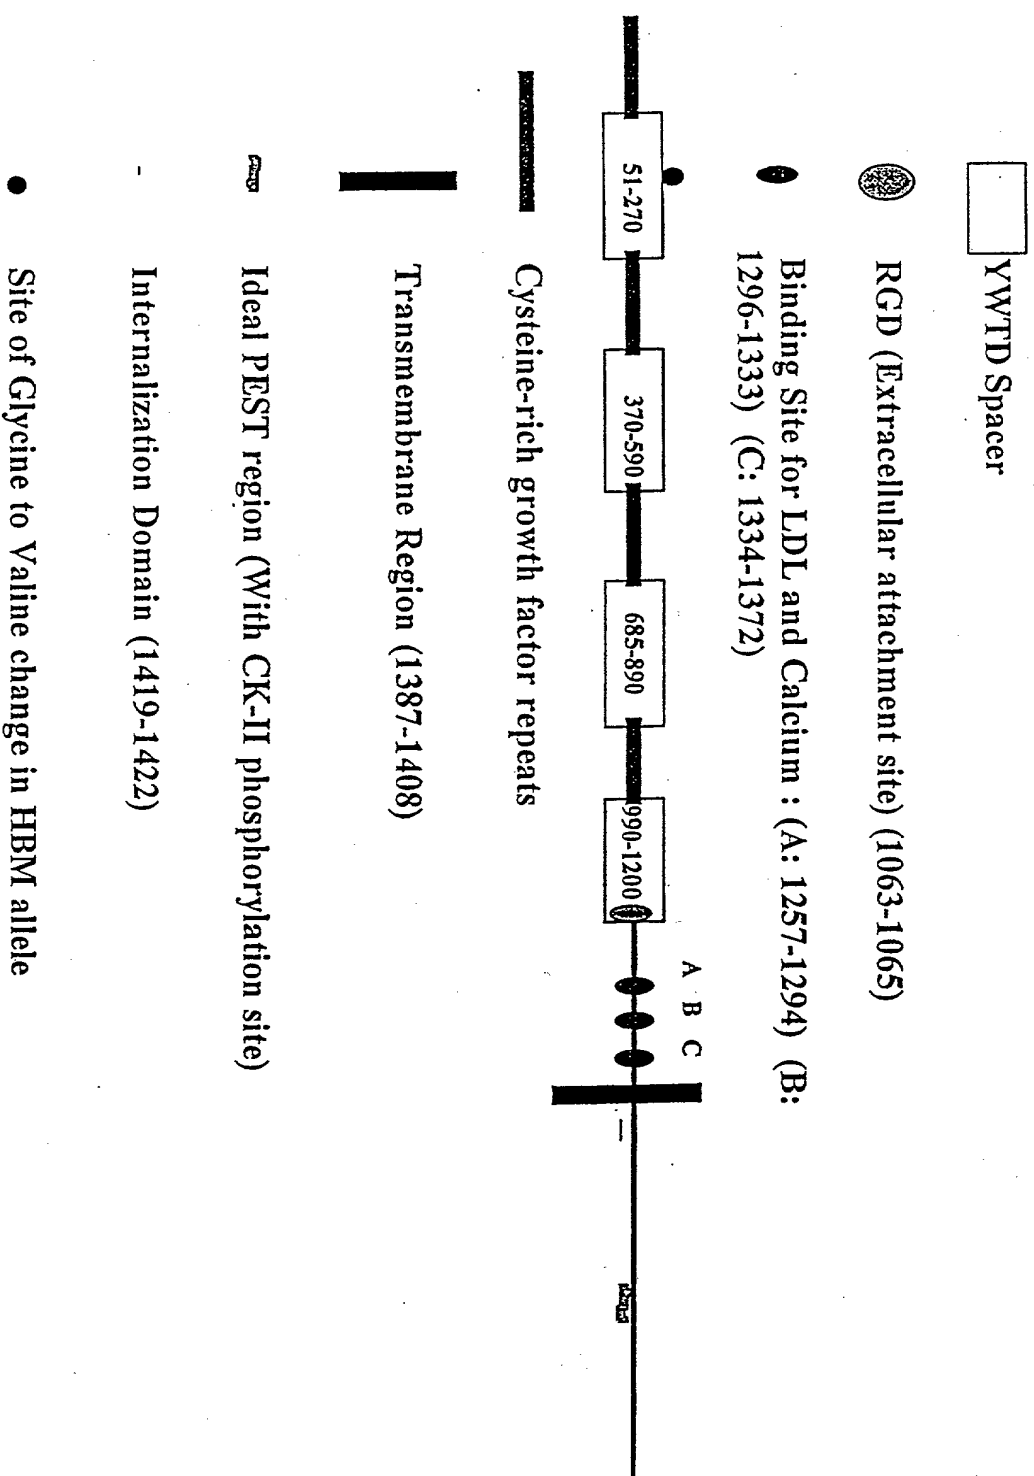 YWTD Spacer
RGD (Extracellular attachment site) (1063-1065)
Binding Site for LDL and Calcium : (A: 1257-1294) (B:
1296-1333) (C: 1334-1372)
A B C
51-270 370-590 685-890 990-1200
Cysteine-rich growth factor repeats
Transmembrane Region (1387-1408)
Ideal PEST region (With CK-II phosphorylation site)
Internalization Domain (1419-1422)
Site of Glycine to Valine change in HBM allele